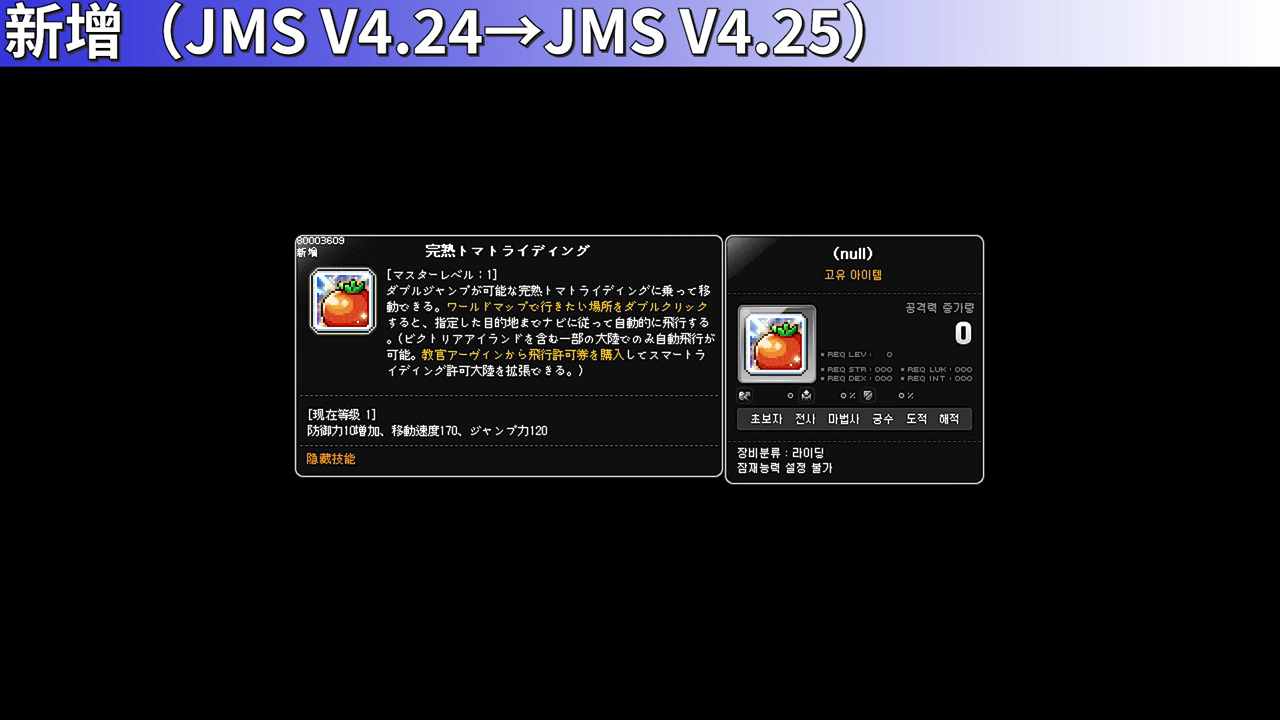 新增（JMS V4.24→JMS V4.25）
80003609
新增
完熟トマトライディング
[マスターレベル：1]
ダブルジャンプが可能な完熟トマトライディングに乗って移
動できる。ワールドマップで行きたい場所をダブルクリック
すると、指定した目的地までナビに従って自動的に飛行する
。(ビクトリアアイランドを含む一部の大陸でのみ自動飛行が
可能。教官アーヴィンから飛行許可券を購入してスマートラ
イディング許可大陸を拡張できる。)
[現在等級 1]
防御力10増加、移動速度170、ジャンプ力120
隐藏技能
(null)
고유 아이템
공격력 증가량
0
REQ LEV : 0
REQ STR : 000 REQ LUK : 000
REQ DEX : 000 REQ INT : 000
0 0 % 0 %
초보자 전사 마법사 궁수 도적 해적
장비분류 : 라이딩
잠재능력 설정 불가